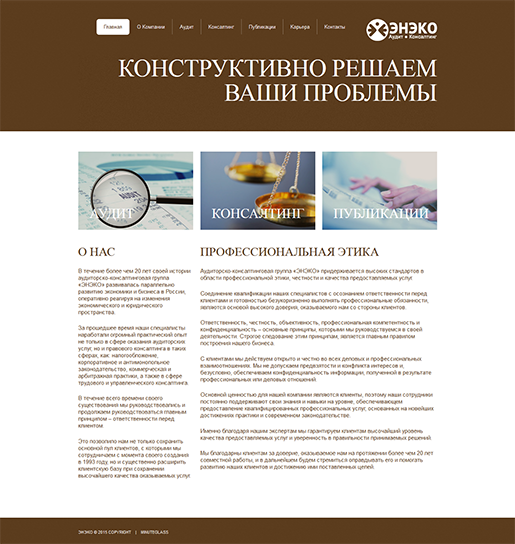 Главная
О Компании
Аудит
Консалтинг
Публикации
Карьера
Контакты
ЭНЭКО
Аудит и Консалтинг
КОНСТРУКТИВНО РЕШАЕМ
ВАШИ ПРОБЛЕМЫ
АУДИТ
КОНСАЛТИНГ
ПУБЛИКАЦИИ
О НАС
В течение более чем 20 лет своей истории
аудиторско-консалтинговая группа
«ЭНЭКО» развивалась параллельно
развитию экономики и бизнеса в России,
оперативно реагируя на изменения
экономического и юридического
пространства.
За прошедшее время наши специалисты
наработали огромный практический опыт
не только в сфере оказания аудиторских
услуг, но и правового консалтинга в таких
сферах, как: налогообложение,
корпоративное и антимонопольное
законодательство, коммерческая и
арбитражная практики, а также в сфере
трудового и управленческого консалтинга.
В течение всего времени своего
существования мы руководствовались и
продолжаем руководствоваться главным
принципом – ответственности перед
клиентом.
Это позволило нам не только сохранить
основной пул клиентов, с которыми мы
сотрудничаем с момента своего создания
в 1993 году, но и существенно расширить
клиентскую базу при сохранении
высочайшего качества оказываемых услуг.
ПРОФЕССИОНАЛЬНАЯ ЭТИКА
Аудиторско-консалтинговая группа «ЭНЭКО» придерживается высоких стандартов в
области профессиональной этики, честности и качества предоставляемых услуг.
Соединение квалификации наших специалистов с осознанием ответственности перед
клиентами и готовностью безукоризненно выполнять профессиональные обязанности,
являются основой высокого доверия, оказываемого нам со стороны клиентов.
Ответственность, честность, объективность, профессиональная компетентность и
конфиденциальность – основные принципы, которыми мы руководствуемся в своей
деятельности. Строгое следование этим принципам, является главным правилом
построения нашего бизнеса.
С клиентами мы действуем открыто и честно во всех деловых и профессиональных
взаимоотношениях. Мы не допускаем предвзятости и конфликта интересов и,
безусловно, обеспечиваем конфиденциальность информации, полученной в результате
профессиональных или деловых отношений.
Основной ценностью для нашей компании являются клиенты, поэтому наши сотрудники
постоянно поддерживают свои знания и навыки на уровне, обеспечивающем
предоставление квалифицированных профессиональных услуг, основанных на новейших
достижениях практики и современном законодательстве.
Именно благодаря нашим экспертам мы гарантируем клиентам высочайший уровень
качества предоставляемых услуг и уверенность в правильности принимаемых решений.
Мы благодарны клиентам за доверие, оказываемое нам на протяжении более чем 20 лет
совместной работы, и в дальнейшем будем стремиться оправдывать его и помогать
развитию наших клиентов и достижению ими поставленных целей.
ЭНЭКО © 2015 COPYRIGHT | WHITEGLASS